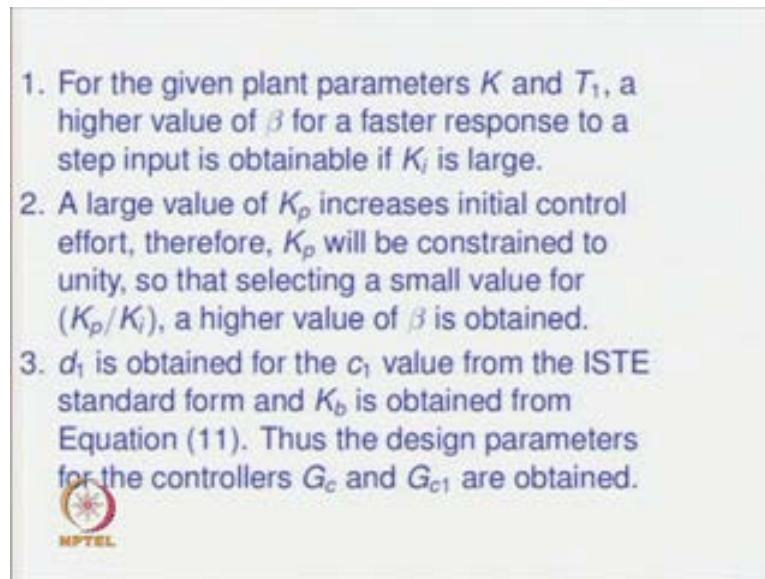 1. For the given plant parameters K and T₁, a
higher value of β for a faster response to a
step input is obtainable if Kᵢ is large.
2. A large value of Kₚ increases initial control
effort, therefore, Kₚ will be constrained to
unity, so that selecting a small value for
(Kₚ/Kᵢ), a higher value of β is obtained.
3. d₁ is obtained for the c₁ value from the ISTE
standard form and K_b is obtained from
Equation (11). Thus the design parameters
for the controllers G_c and G_c1 are obtained.
NPTEL